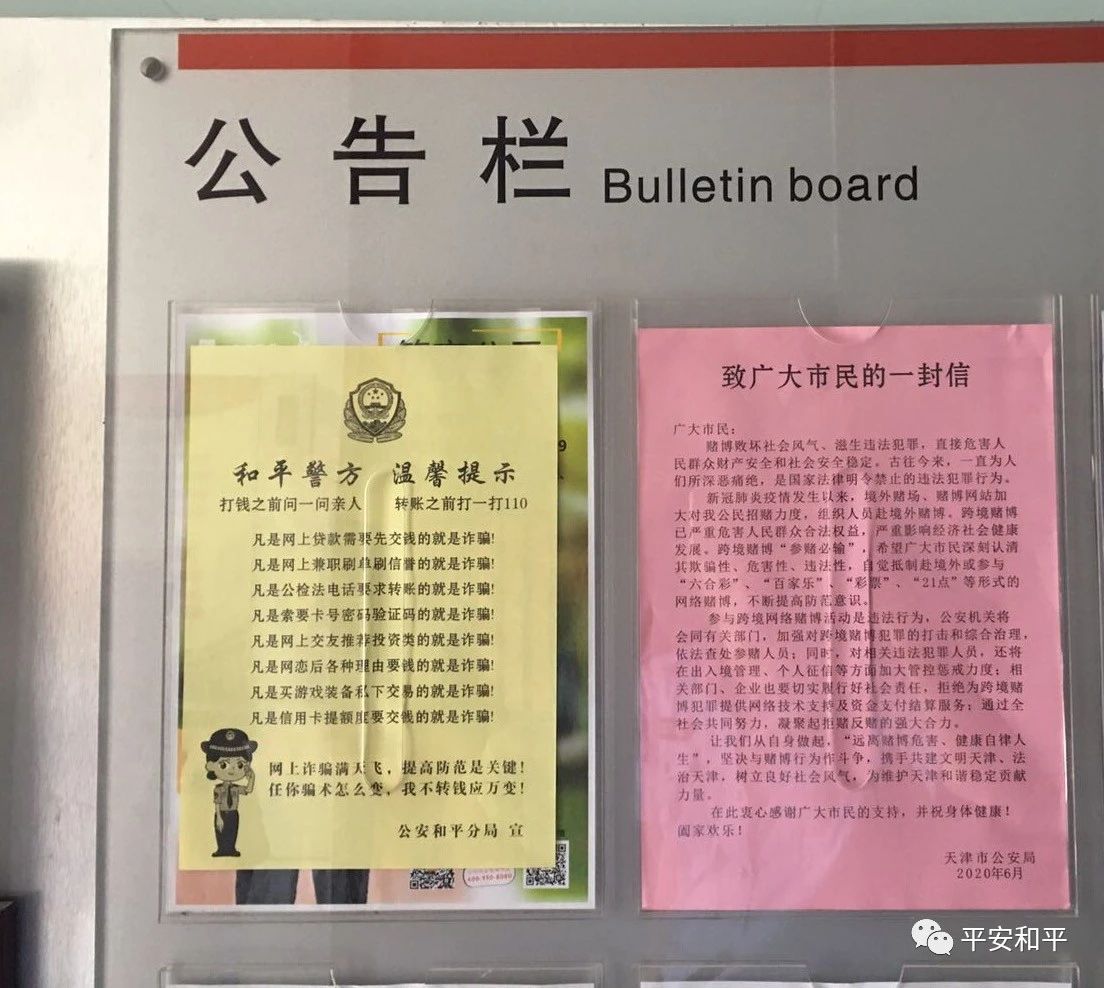 公告栏 Bulletin board
和平警方 温馨提示
打钱之前问一问亲人 转账之前打一打110
凡是网上贷款需要先交钱的就是诈骗!
凡是网上兼职刷单刷信誉的就是诈骗!
凡是公检法电话要求转账的就是诈骗!
凡是索要卡号密码验证码的就是诈骗!
凡是网上交友推荐投资类的就是诈骗!
凡是网恋后各种理由要钱的就是诈骗!
凡是买游戏装备私下交易的就是诈骗!
凡是信用卡提额度要交钱的就是诈骗!
网上诈骗满天飞，提高防范是关键!
任你骗术怎么变，我不转钱应万变!
公安和平分局 宣
致广大市民的一封信
广大市民：
赌博败坏社会风气、滋生违法犯罪，直接危害人
民群众财产安全和社会安全稳定。古往今来，一直为人
们所深恶痛绝，是国家法律明令禁止的违法犯罪行为。
新冠肺炎疫情发生以来，境外赌场、赌博网站加
大对我公民招赌力度，组织人员赴境外赌博。跨境赌博
已严重危害人民群众合法权益，严重影响经济社会健康
发展。跨境赌博“参赌必输”，希望广大市民深刻认清
其欺骗性、危害性、违法性，自觉抵制赴境外或参与
“六合彩”、“百家乐”、“彩票”、“21点”等形式的
网络赌博，不断提高防范意识。
参与跨境网络赌博活动是违法行为，公安机关将
会同有关部门，加强对跨境赌博犯罪的打击和综合治理，
依法查处参赌人员；同时，对相关违法犯罪人员，还将
在出入境管理、个人征信等方面加大管控惩戒力度；相
关部门、企业也要切实履行好社会责任，拒绝为跨境赌
博犯罪提供网络技术支持及资金支付结算服务；通过全
社会共同努力，凝聚起拒赌反赌的强大合力。
让我们从自身做起，“远离赌博危害、健康自律人
生”，坚决与赌博行为作斗争，携手共建文明天津、法
治天津，树立良好社会风气，为维护天津和谐稳定贡献
力量。
在此衷心感谢广大市民的支持，并祝身体健康！
阖家欢乐！
天津市公安局
2020年6月
平安和平